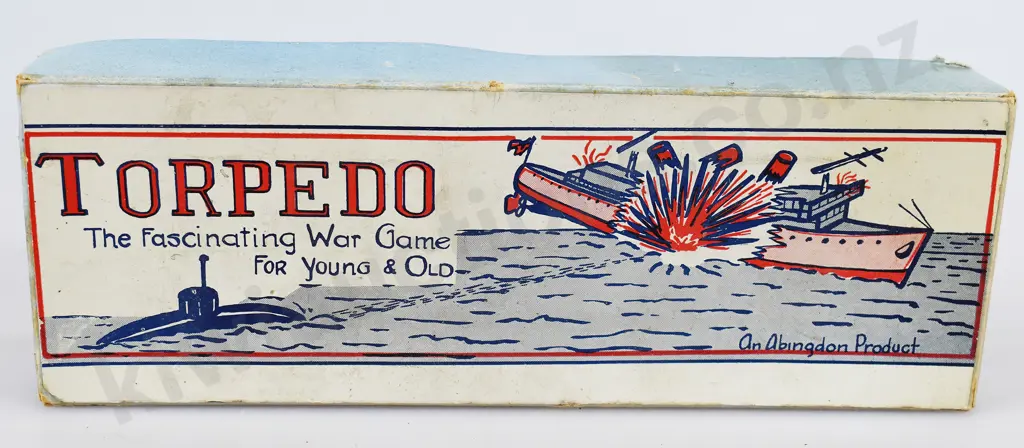 TORPEDO
The Fascinating War Game
FOR YOUNG & OLD
An Abingdon Product